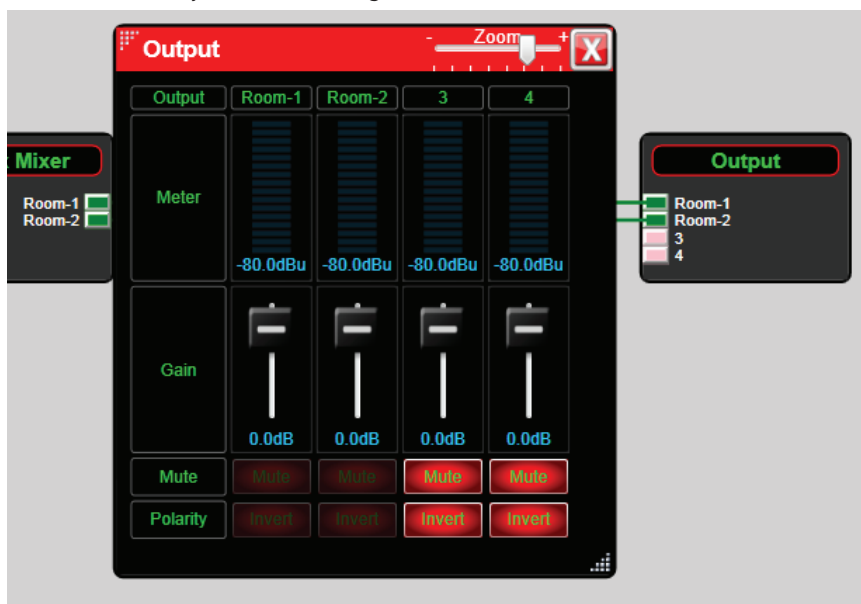 Output - Zoom + X
Output Room-1 Room-2 3 4
Mixer
Room-1
Room-2
Meter
-80.0dBu -80.0dBu -80.0dBu -80.0dBu
Gain
0.0dB 0.0dB 0.0dB 0.0dB
Mute Mute Mute Mute Mute
Polarity Invert Invert Invert Invert
Output
Room-1
Room-2
3
4